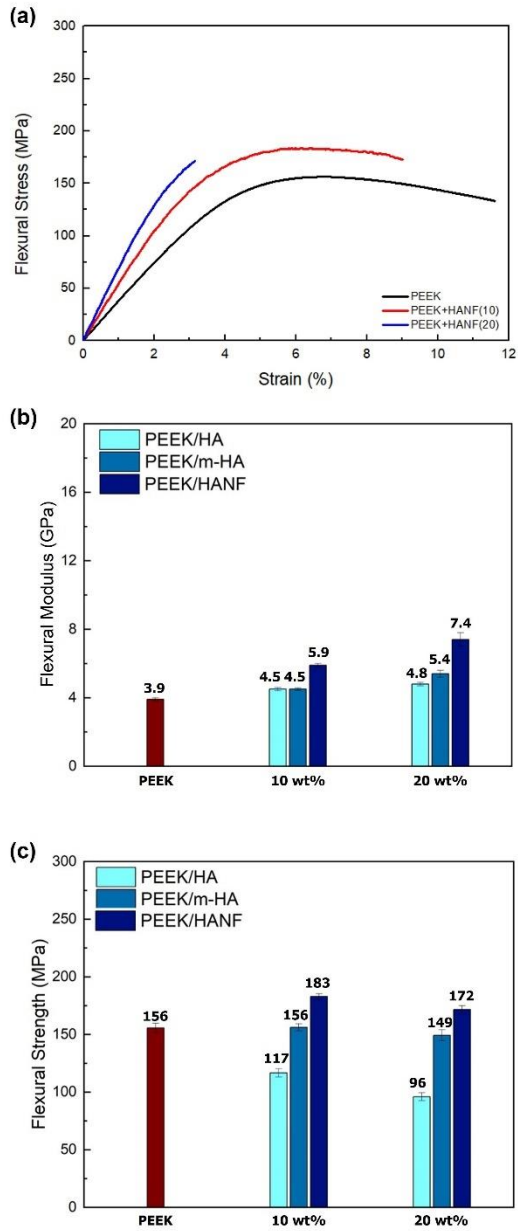 (a)
300
250
200
150
100
50
0
Flexural Stress (MPa)
PEEK
PEEK+HANF(10)
PEEK+HANF(20)
0 2 4 6 8 10 12
Strain (%)
(b)
20
16
12
8
4
0
Flexural Modulus (GPa)
PEEK/HA
PEEK/m-HA
PEEK/HANF
3.9
4.5 4.5 5.9
4.8 5.4 7.4
PEEK 10 wt% 20 wt%
(c)
300
250
200
150
100
50
0
Flexural Strength (MPa)
PEEK/HA
PEEK/m-HA
PEEK/HANF
156
117 156 183
96 149 172
PEEK 10 wt% 20 wt%